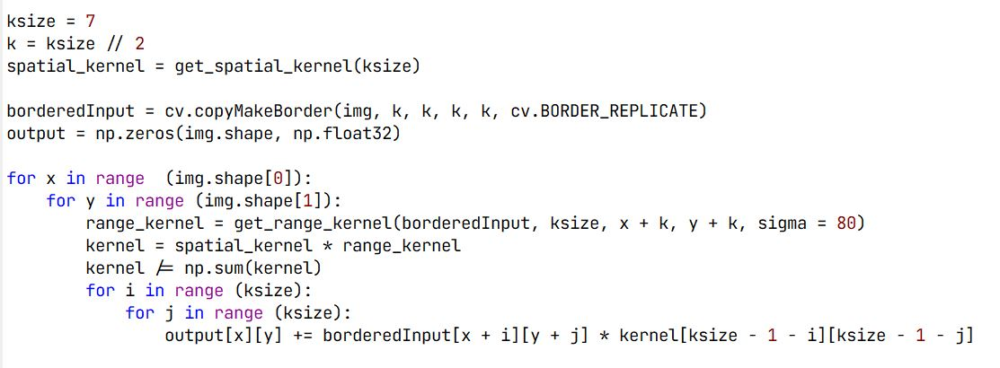 ksize = 7
k = ksize // 2
spatial_kernel = get_spatial_kernel(ksize)
borderedInput = cv.copyMakeBorder(img, k, k, k, k, cv.BORDER_REPLICATE)
output = np.zeros(img.shape, np.float32)
for x in range  (img.shape[0]):
    for y in range (img.shape[1]):
        range_kernel = get_range_kernel(borderedInput, ksize, x + k, y + k, sigma = 80)
        kernel = spatial_kernel * range_kernel
        kernel /= np.sum(kernel)
        for i in range (ksize):
            for j in range (ksize):
                output[x][y] += borderedInput[x + i][y + j] * kernel[ksize - 1 - i][ksize - 1 - j]